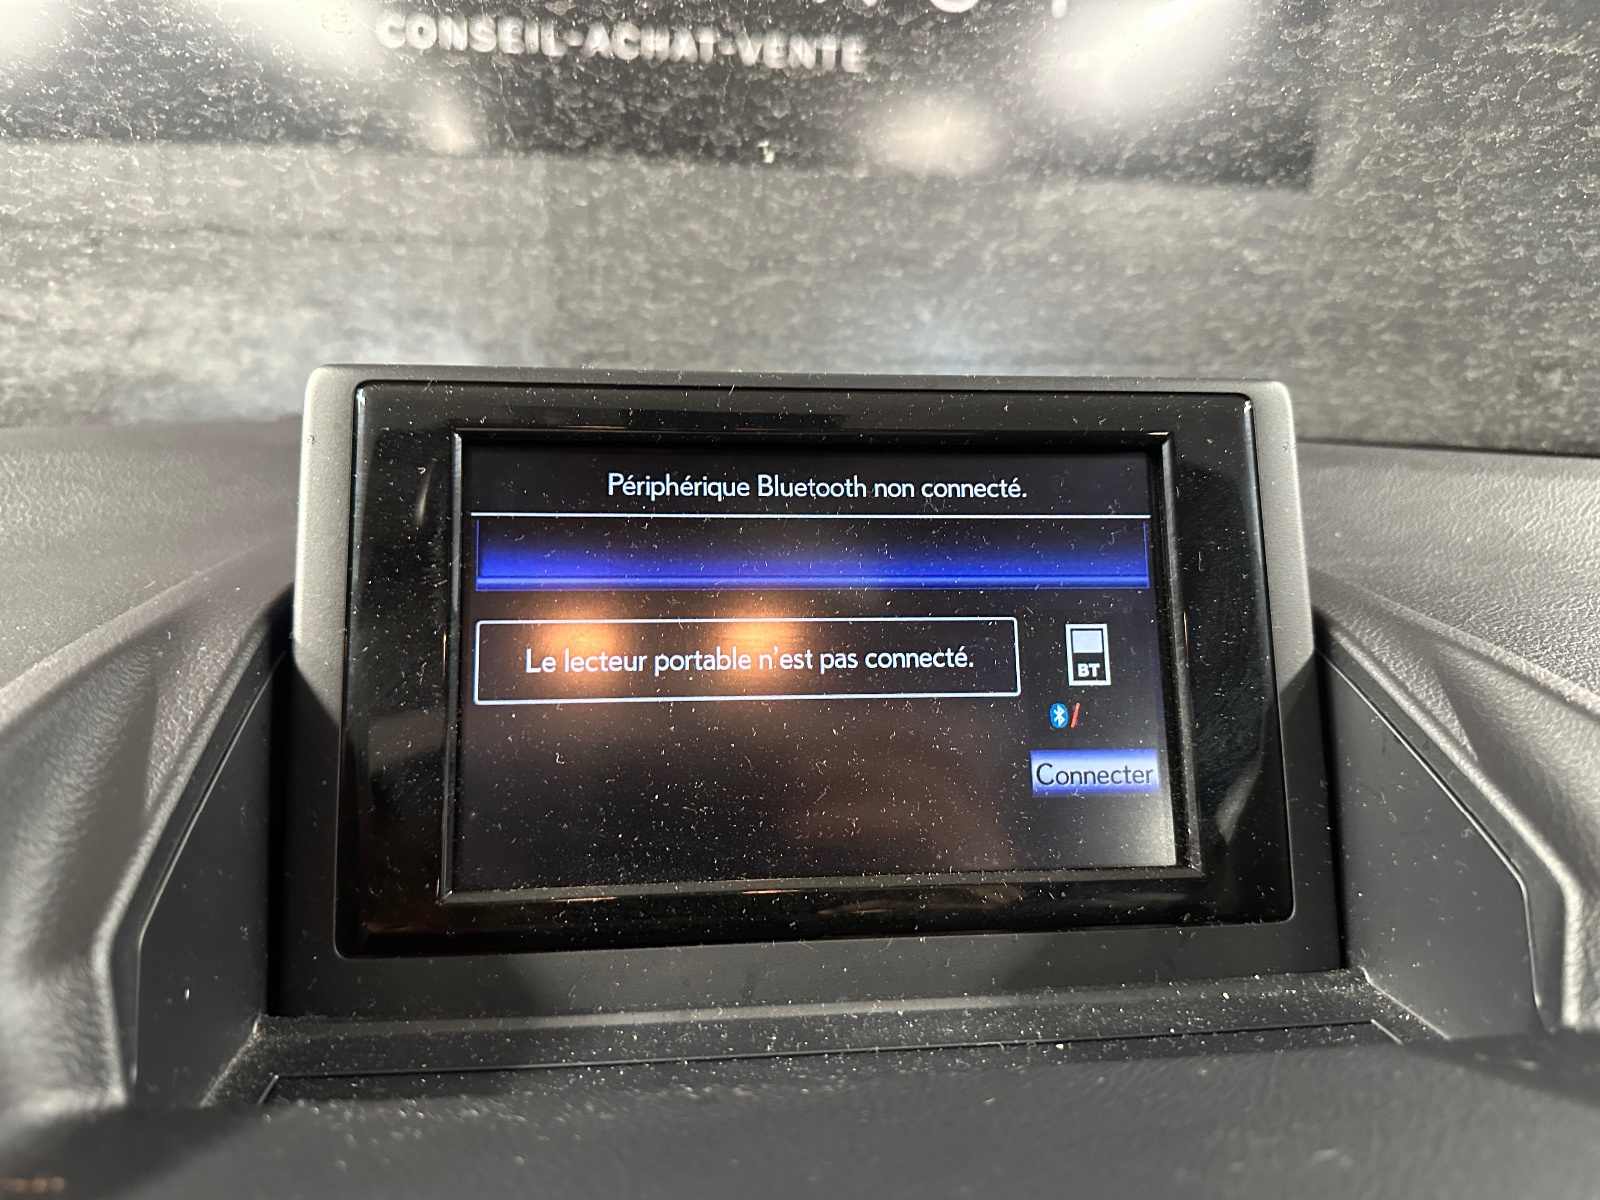 CONSEIL-ACHAT-VENTE
Périphérique Bluetooth non connecté.
Le lecteur portable n'est pas connecté.
BT
Connecter